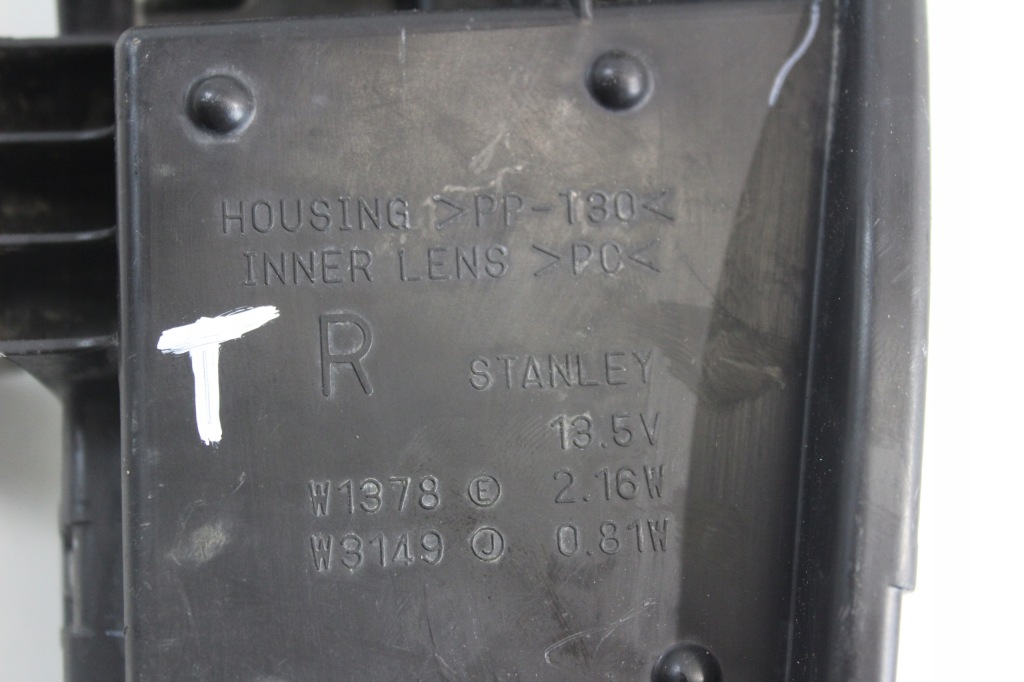 HOUSING >PP-T30<
INNER LENS >PC<
T
R
STANLEY
13.5V
W1378 Ⓔ 2.16W
W3149 Ⓙ 0.81W